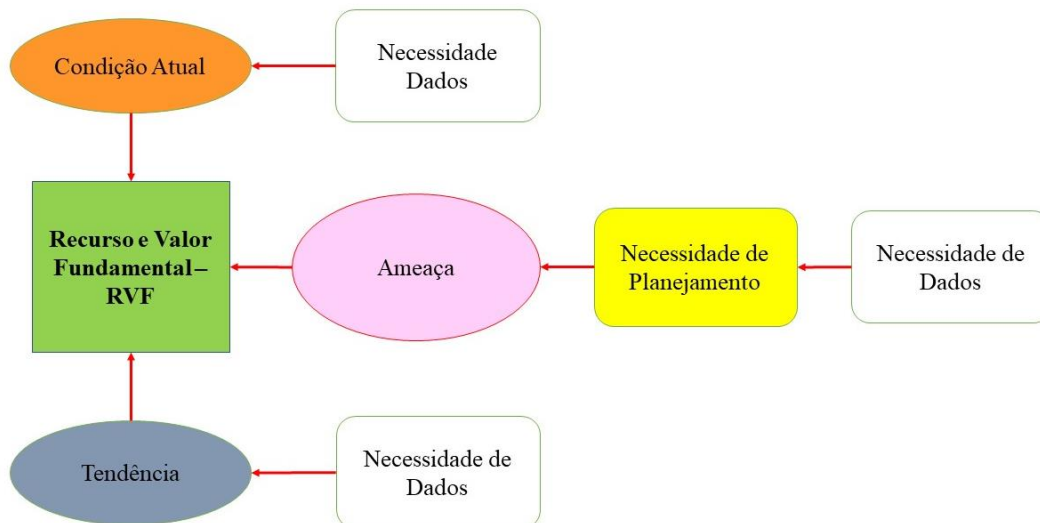 Condição Atual
Necessidade
Dados
Recurso e Valor
Fundamental –
RVF
Ameaça
Necessidade de
Planejamento
Necessidade de
Dados
Tendência
Necessidade de
Dados